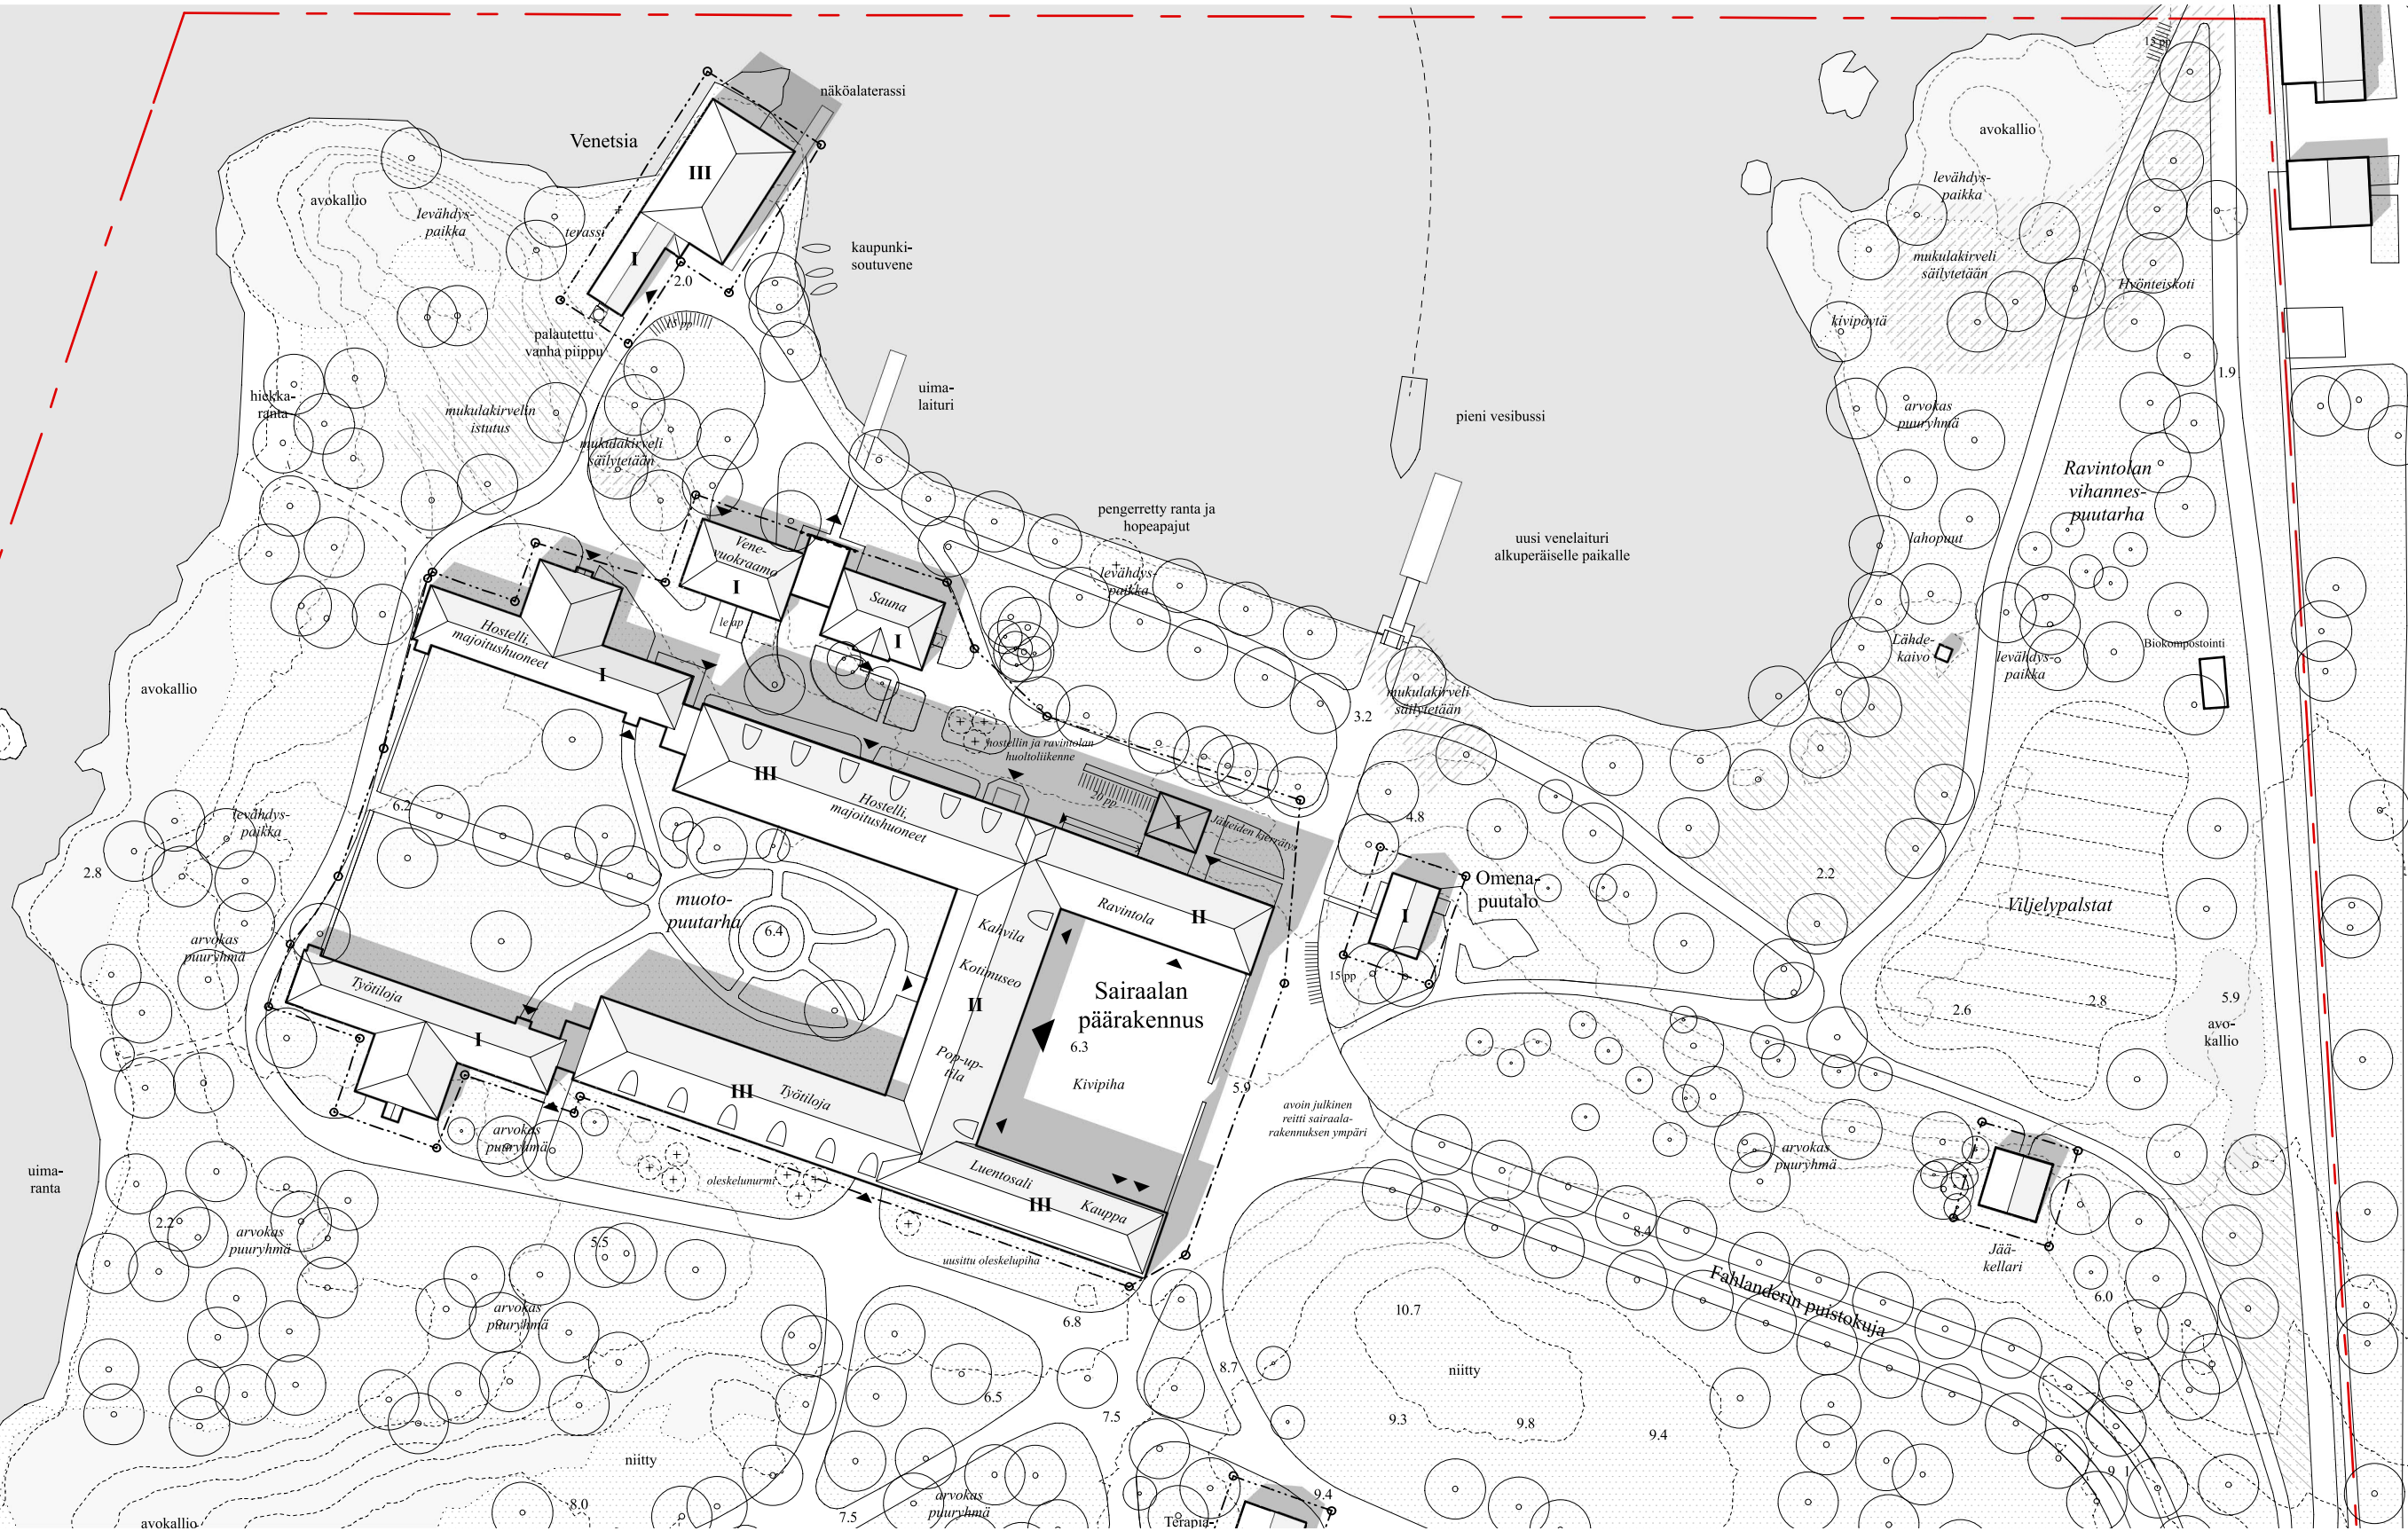 15 pp
näköalaterassi
Venetsia
III
avokallio
levähdys-
paikka
terassi
I
2.0
kaupunki-
soutuvene
15 pp
palautettu
vanha piippu
hiekka-
ranta
mukulakirvelin
istutus
mukulakirveli
säilytetään
uima-
laituri
pieni vesibussi
avokallio
levähdys-
paikka
mukulakirveli
säilytetään
Hyönteiskoti
kivipöytä
1.9
arvokas
puuryhmä
Ravintolan
vihannes-
puutarha
lahopuut
Lähde-
kaivo
levähdys-
paikka
Biokompostointi
pengerretty ranta ja
hopeapajut
levähdys-
paikka
uusi venelaituri
alkuperäiselle paikalle
mukulakirveli
säilytetään
3.2
Vene-
vuokraamo
I
le ap
Sauna
I
Hostelli,
majoitushuoneet
I
avokallio
hostellin ja ravintolan
huoltoliikenne
20 pp
I
Jätteiden kierrätys
III
Hostelli,
majoitushuoneet
6.2
levähdys-
paikka
2.8
arvokas
puuryhmä
muoto-
puutarha
6.4
Kahvila
Kotimuseo
II
Pop-up-
tila
Ravintola
II
Sairaalan
päärakennus
6.3
Kivipiha
5.9
4.8
Omena-
puutalo
I
15 pp
2.2
Viljelypalstat
2.6
2.8
5.9
avo-
kallio
Työtiloja
I
III
Työtiloja
arvokas
puuryhmä
oleskelunurmi
Luentosali
III
Kauppa
uusittu oleskelupiha
avoin julkinen
reitti sairaala-
rakennuksen ympäri
arvokas
puuryhmä
Jää-
kellari
6.0
8.4
Fahlanderin puistokuja
uima-
ranta
2.2
arvokas
puuryhmä
5.5
arvokas
puuryhmä
6.8
10.7
niitty
9.3
9.8
9.4
8.7
6.5
7.5
niitty
8.0
avokallio
7.5
arvokas
puuryhmä
Terapia-
9.4
9.1